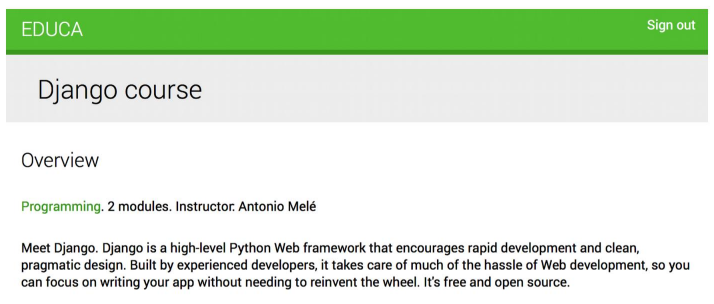 EDUCA
Sign out
Django course
Overview
Programming. 2 modules. Instructor: Antonio Melé
Meet Django. Django is a high-level Python Web framework that encourages rapid development and clean,
pragmatic design. Built by experienced developers, it takes care of much of the hassle of Web development, so you
can focus on writing your app without needing to reinvent the wheel. It's free and open source.